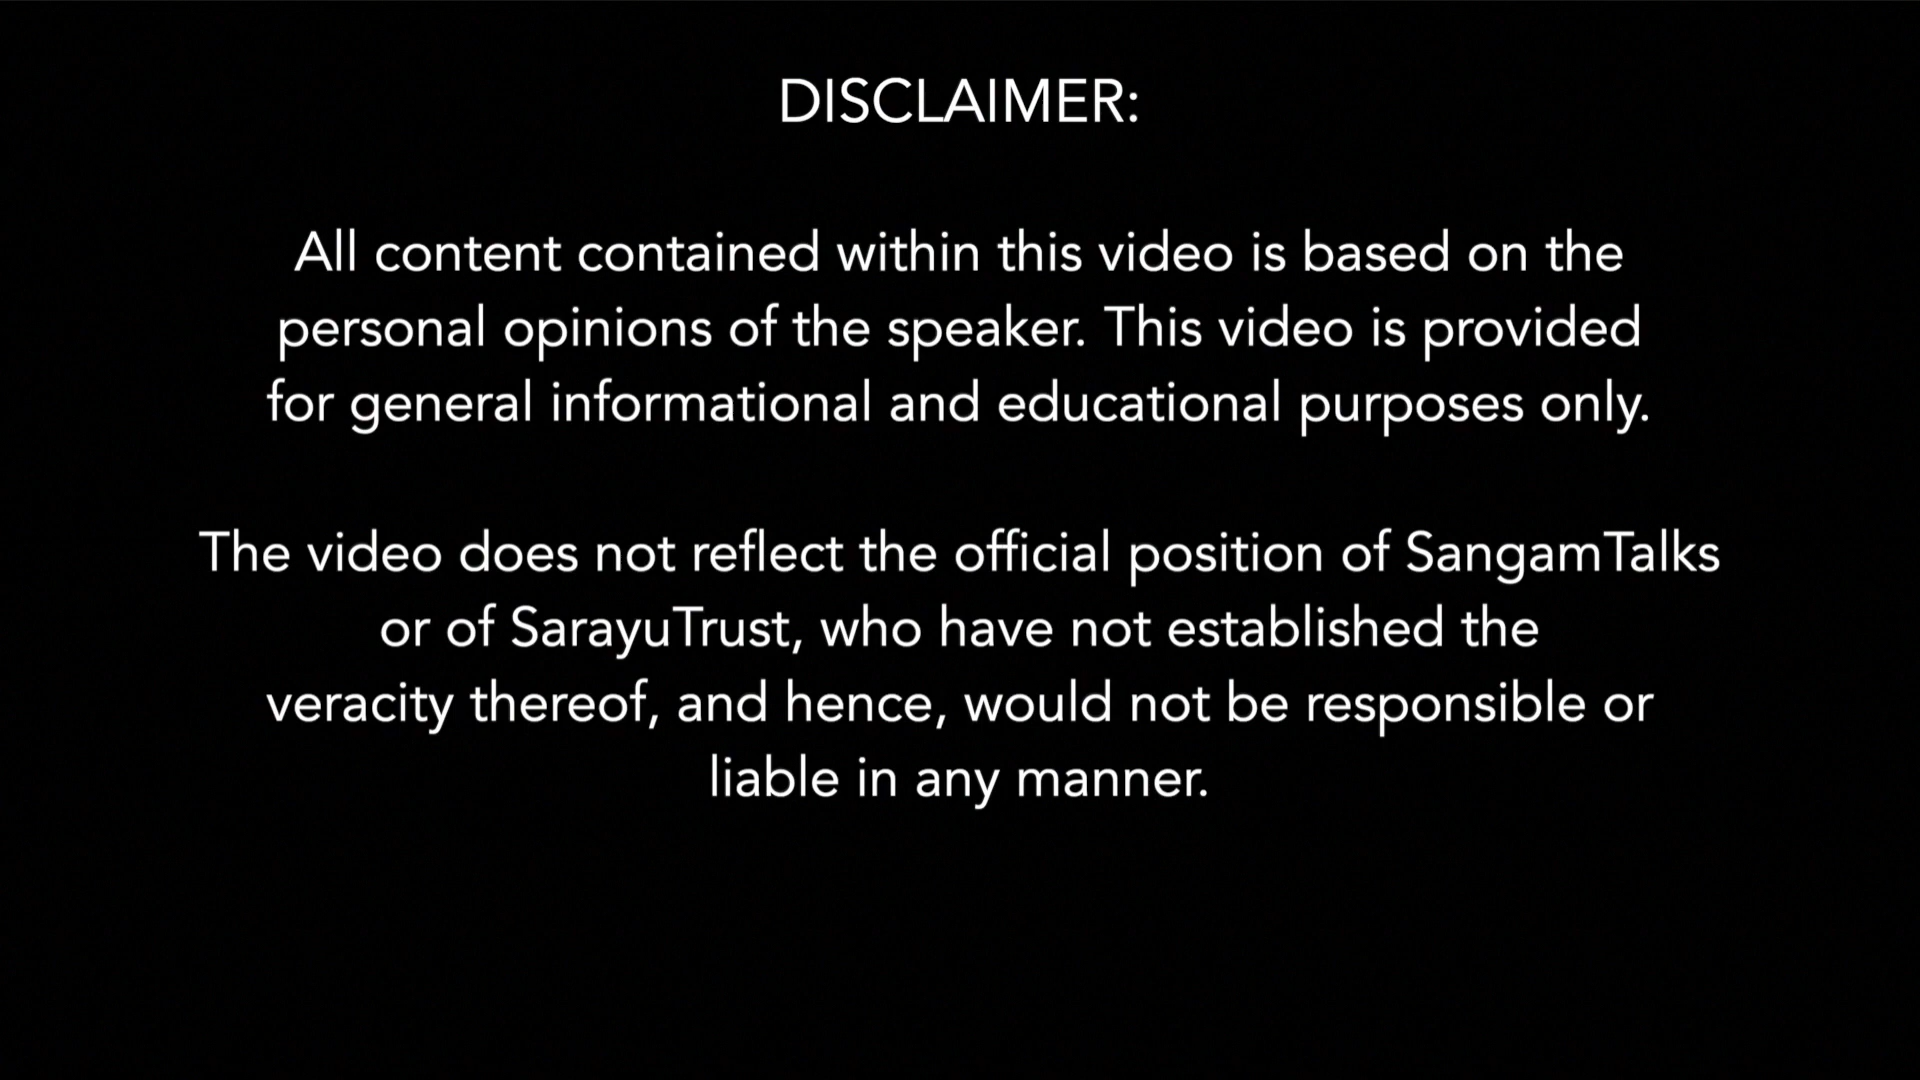 DISCLAIMER:
All content contained within this video is based on the
personal opinions of the speaker. This video is provided
for general informational and educational purposes only.
The video does not reflect the official position of SangamTalks
or of SarayuTrust, who have not established the
veracity thereof, and hence, would not be responsible or
liable in any manner.